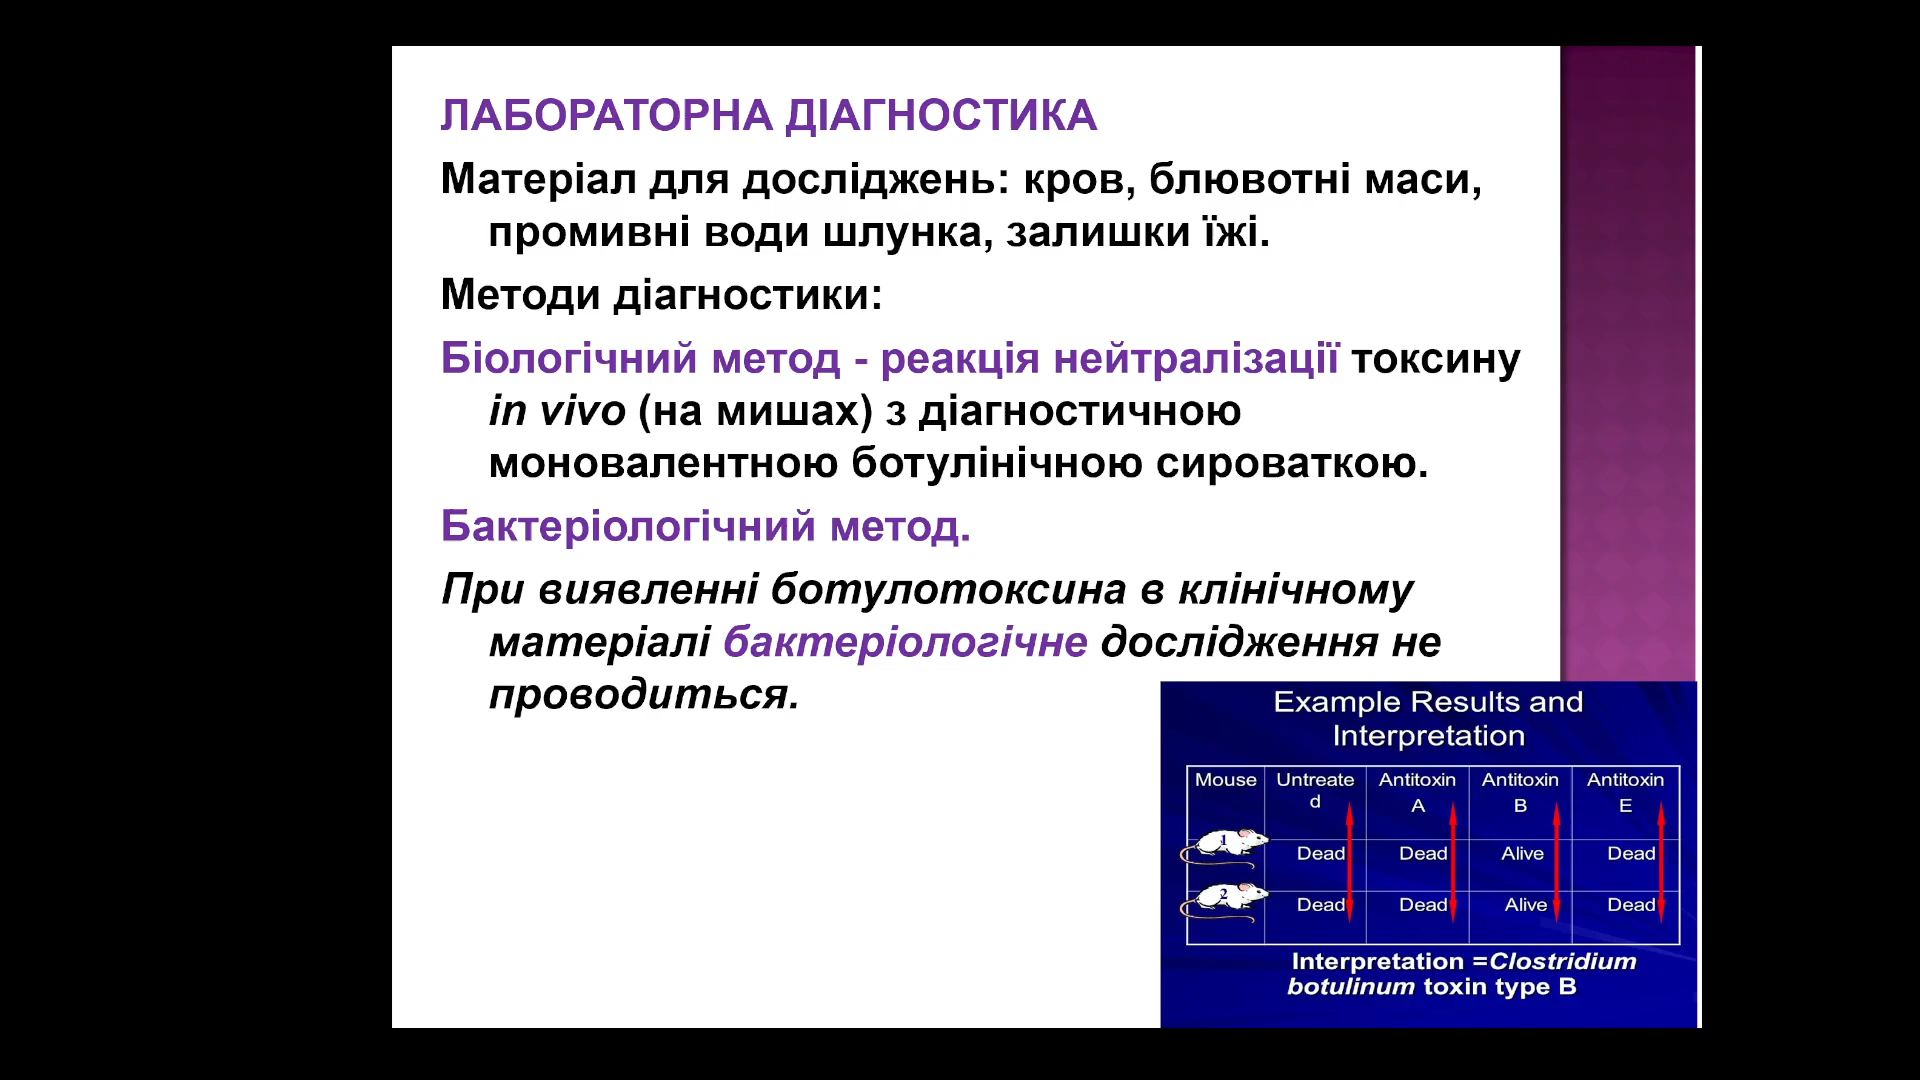 ЛАБОРАТОРНА ДІАГНОСТИКА
Матеріал для досліджень: кров, блювотні маси,
промивні води шлунка, залишки їжі.
Методи діагностики:
Біологічний метод - реакція нейтралізації токсину
in vivo (на мишах) з діагностичною
моновалентною ботулінічною сироваткою.
Бактеріологічний метод.
При виявленні ботулотоксина в клінічному
матеріалі бактеріологічне дослідження не
проводиться.
Example Results and
Interpretation
Mouse Untreate Antitoxin Antitoxin Antitoxin
d A B E
1 Dead Dead Alive Dead
2 Dead Dead Alive Dead
Interpretation =Clostridium
botulinum toxin type B